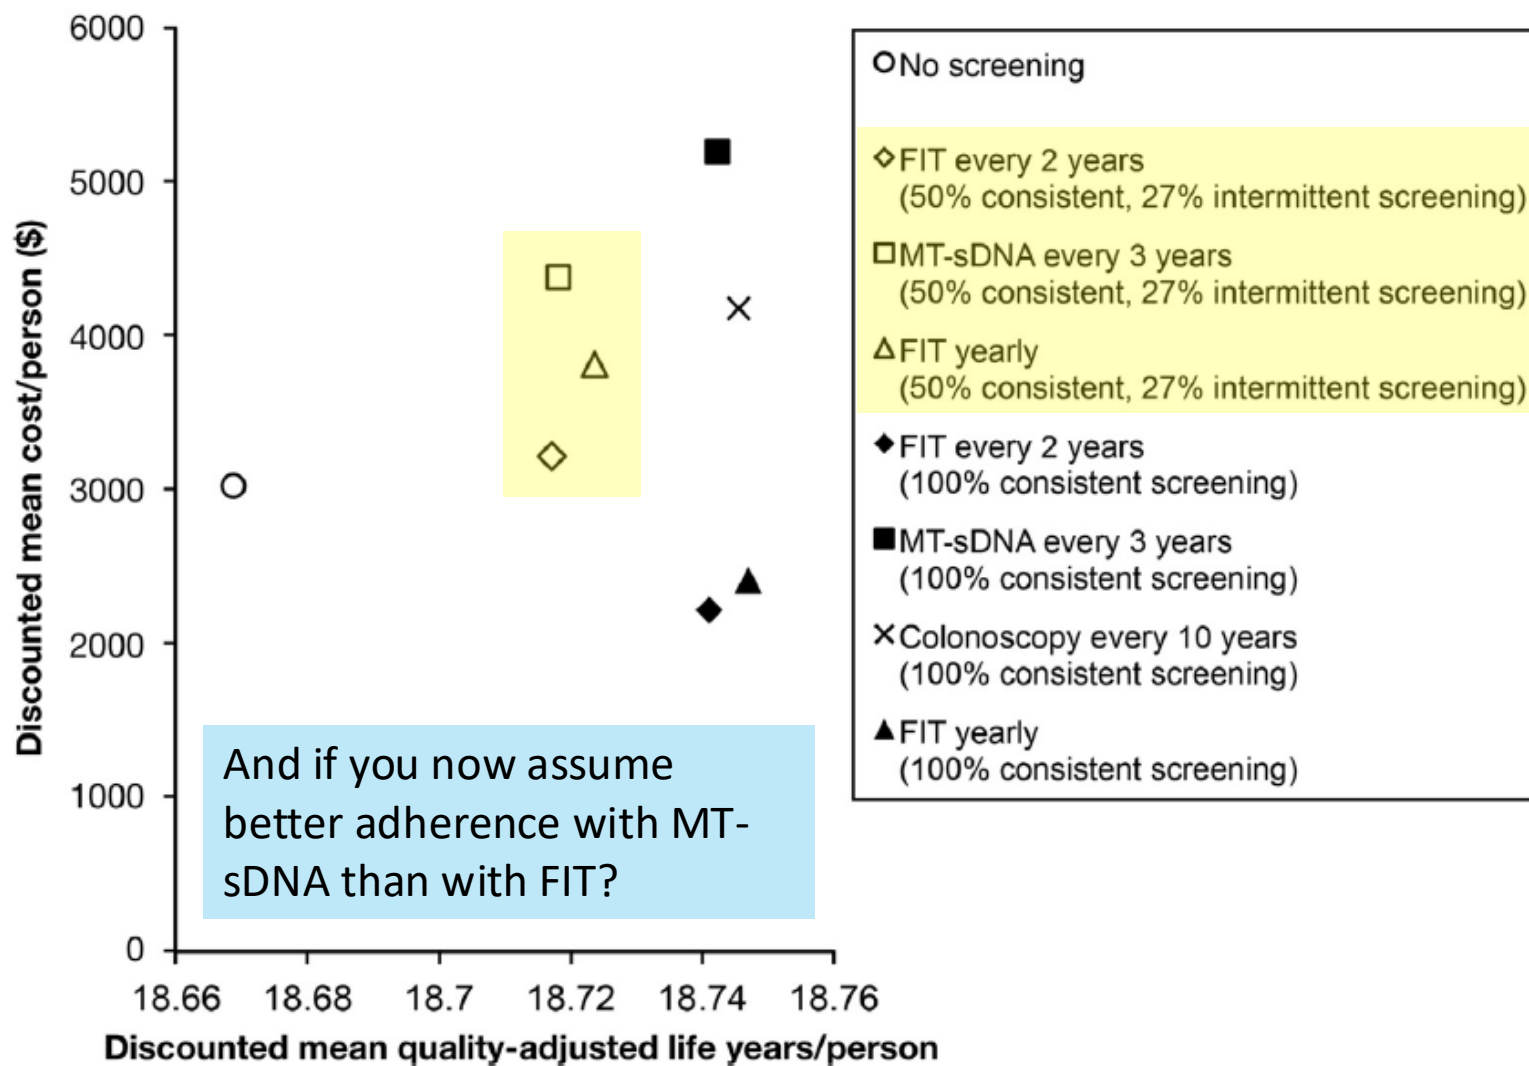 6000
5000
4000
3000
2000
1000
0
Discounted mean cost/person ($)
18.66 18.68 18.7 18.72 18.74 18.76
Discounted mean quality-adjusted life years/person
And if you now assume
better adherence with MT-
sDNA than with FIT?
No screening
FIT every 2 years
(50% consistent, 27% intermittent screening)
MT-sDNA every 3 years
(50% consistent, 27% intermittent screening)
FIT yearly
(50% consistent, 27% intermittent screening)
FIT every 2 years
(100% consistent screening)
MT-sDNA every 3 years
(100% consistent screening)
Colonoscopy every 10 years
(100% consistent screening)
FIT yearly
(100% consistent screening)